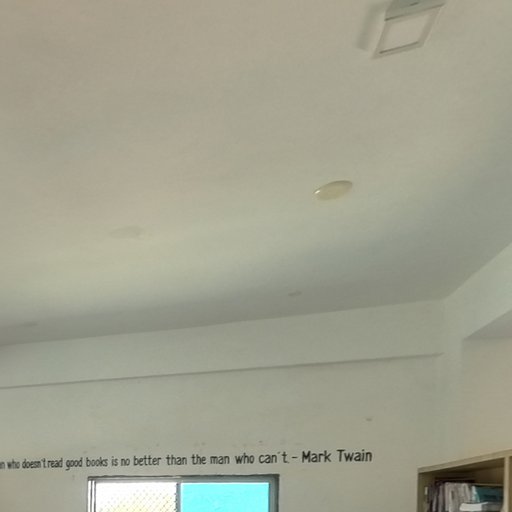 who doesn't read good books is no better than the man who can't. – Mark Twain